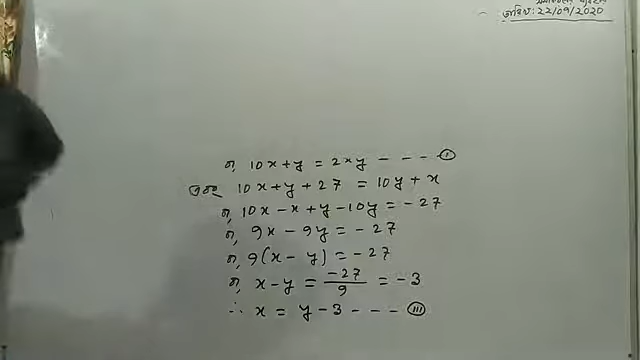 তারিখ: 22/09/2020
বা, 10x + y = 2xy - - - (i)
এবং 10x + y + 27 = 10y + x
বা, 10x - x + y - 10y = - 27
বা, 9x - 9y = - 27
বা, 9(x - y) = - 27
বা, x - y = -27/9 = - 3
∴ x = y - 3 - - - (iii)